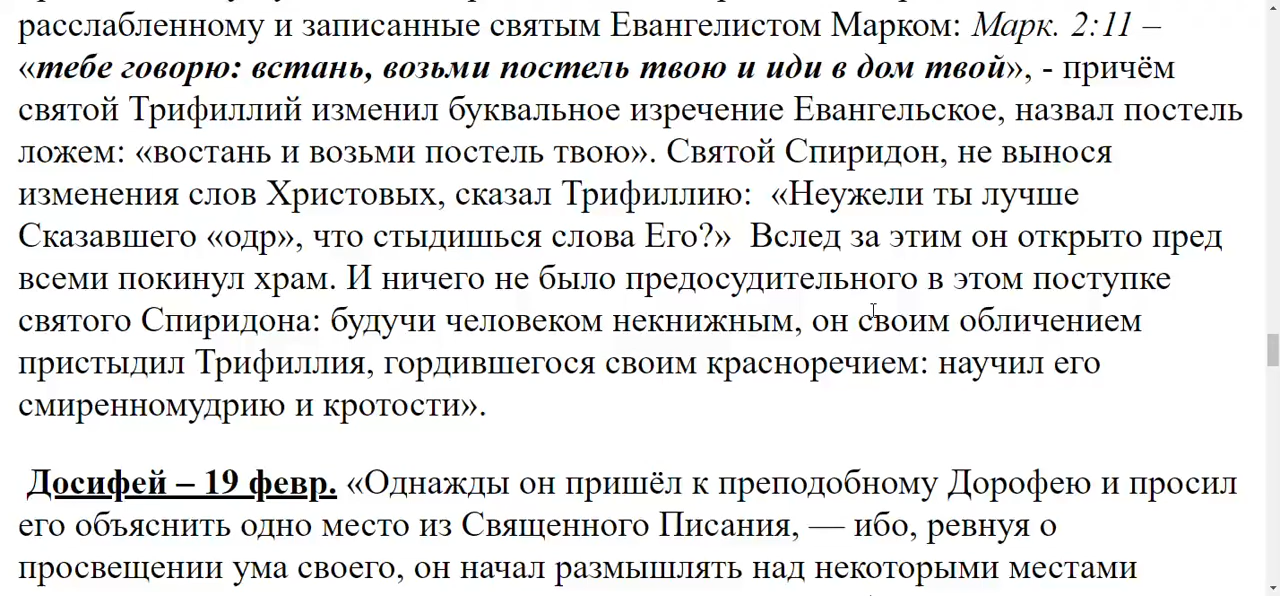 расслабленному и записанные святым Евангелистом Марком: Марк. 2:11 –
«тебе говорю: встань, возьми постель твою и иди в дом твой», - причём
святой Трифиллий изменил буквальное изречение Евангельское, назвал постель
ложем: «востань и возьми постель твою». Святой Спиридон, не вынося
изменения слов Христовых, сказал Трифиллию:  «Неужели ты лучше
Сказавшего «одр», что стыдишься слова Его?»  Вслед за этим он открыто пред
всеми покинул храм. И ничего не было предосудительного в этом поступке
святого Спиридона: будучи человеком некнижным, он своим обличением
пристыдил Трифиллия, гордившегося своим красноречием: научил его
смиренномудрию и кротости».
Досифей – 19 февр. «Однажды он пришёл к преподобному Дорофею и просил
его объяснить одно место из Священного Писания, — ибо, ревнуя о
просвещении ума своего, он начал размышлять над некоторыми местами